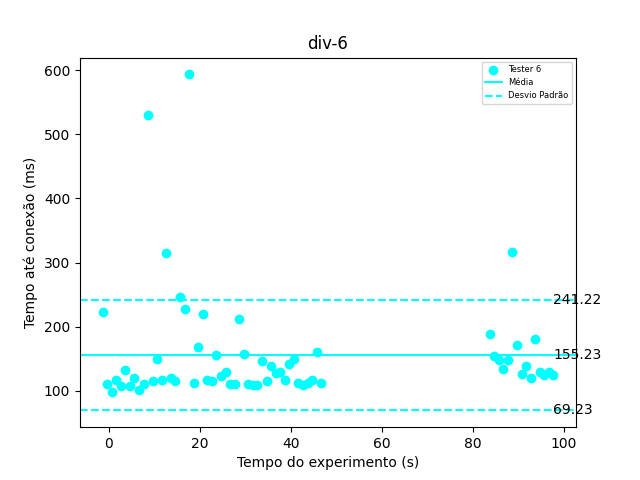 div-6
Tester 6
Média
Desvio Padrão
600
500
400
300
200
100
Tempo até conexão (ms)
241.22
155.23
69.23
0
20
40
60
80
100
Tempo do experimento (s)